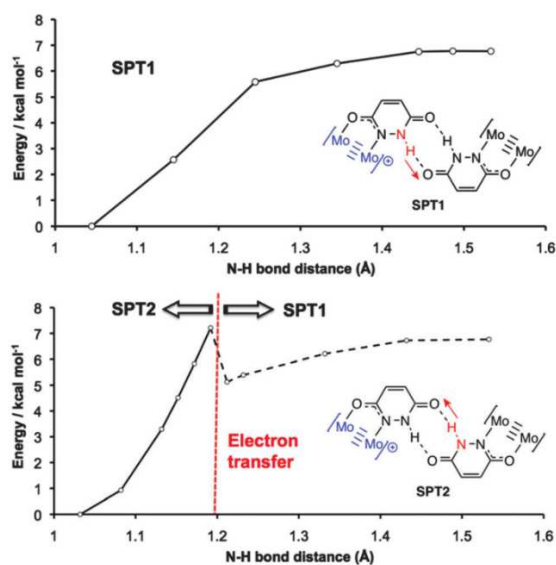 SPT1
Energy / kcal mol-1
8
7
6
5
4
3
2
1
0
1 1.1 1.2 1.3 1.4 1.5 1.6
N-H bond distance (Å)
O O
N N
Mo H H Mo
Mo N N Mo
⊕ O O
SPT1
SPT2 SPT1
Energy / kcal mol-1
8
7
6
5
4
3
2
1
0
Electron
transfer
1 1.1 1.2 1.3 1.4 1.5 1.6
N-H bond distance (Å)
O O
N N
Mo H H Mo
Mo N N Mo
⊕ O O
SPT2